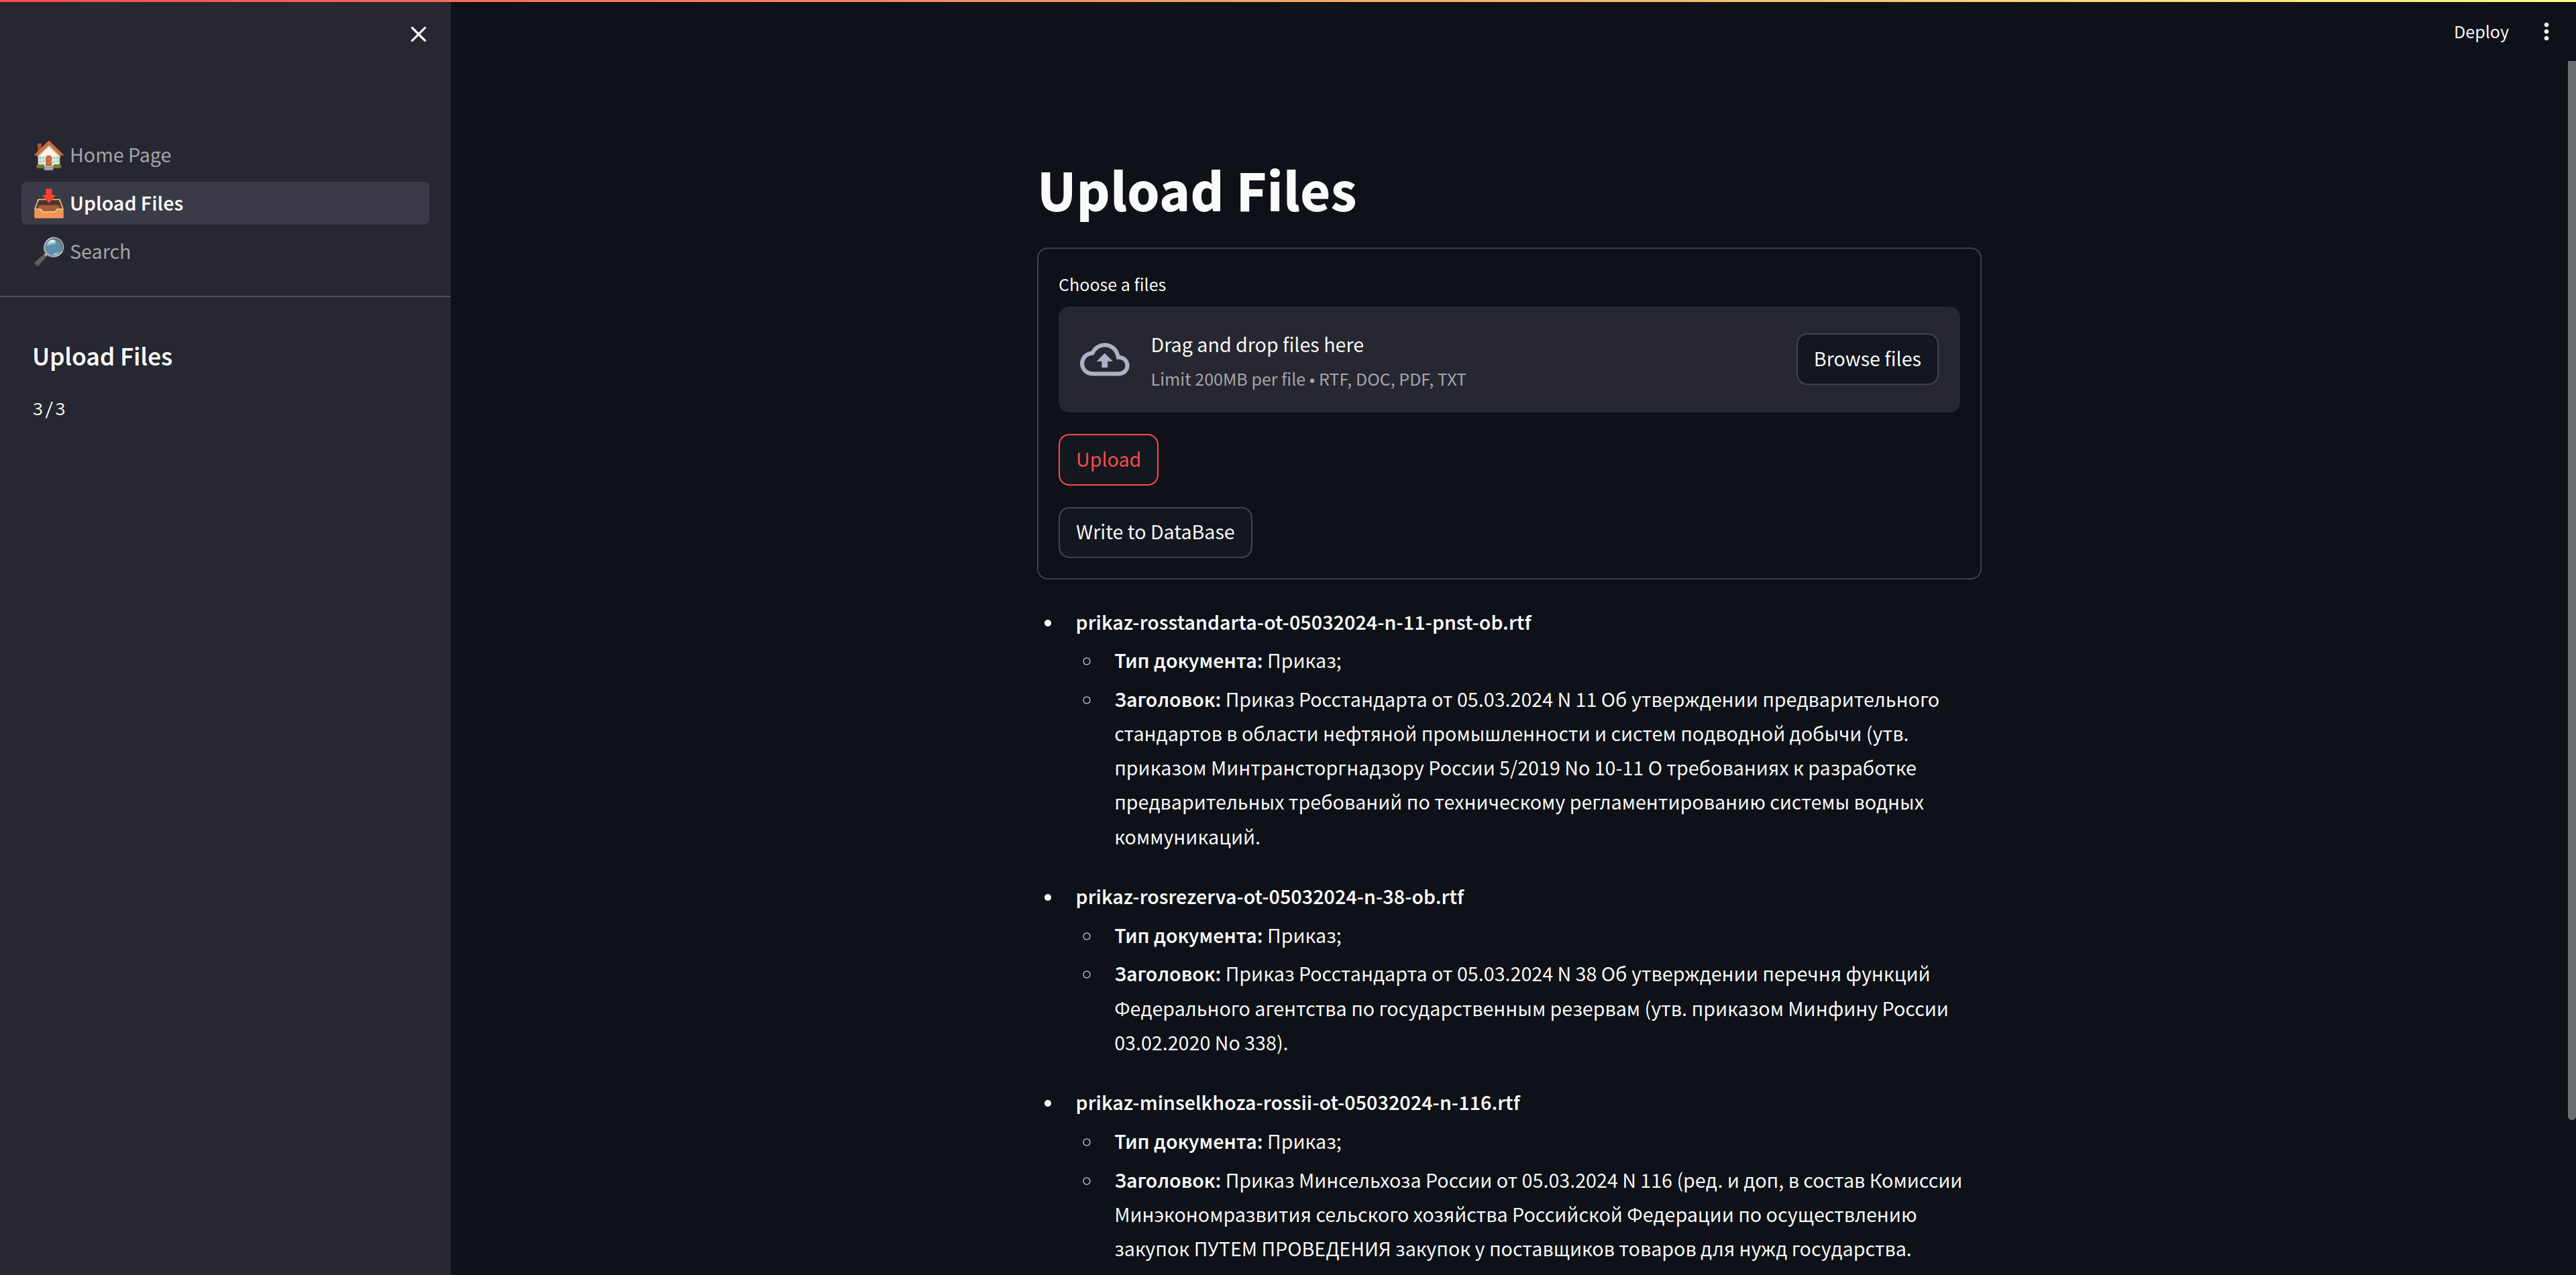 Deploy
Home Page
Upload Files
Search
Upload Files
3/3
Upload Files
Choose a files
Drag and drop files here
Limit 200MB per file • RTF, DOC, PDF, TXT
Browse files
Upload
Write to DataBase
prikaz-rosstandarta-ot-05032024-n-11-pnst-ob.rtf
Тип документа: Приказ;
Заголовок: Приказ Росстандарта от 05.03.2024 N 11 Об утверждении предварительного
стандартов в области нефтяной промышленности и систем подводной добычи (утв.
приказом Минтрансторгнадзору России 5/2019 No 10-11 О требованиях к разработке
предварительных требований по техническому регламентированию системы водных
коммуникаций.
prikaz-rosrezerva-ot-05032024-n-38-ob.rtf
Тип документа: Приказ;
Заголовок: Приказ Росстандарта от 05.03.2024 N 38 Об утверждении перечня функций
Федерального агентства по государственным резервам (утв. приказом Минфину России
03.02.2020 No 338).
prikaz-minselkhoza-rossii-ot-05032024-n-116.rtf
Тип документа: Приказ;
Заголовок: Приказ Минсельхоза России от 05.03.2024 N 116 (ред. и доп, в состав Комиссии
Минэкономразвития сельского хозяйства Российской Федерации по осуществлению
закупок ПУТЕМ ПРОВЕДЕНИЯ закупок у поставщиков товаров для нужд государства.